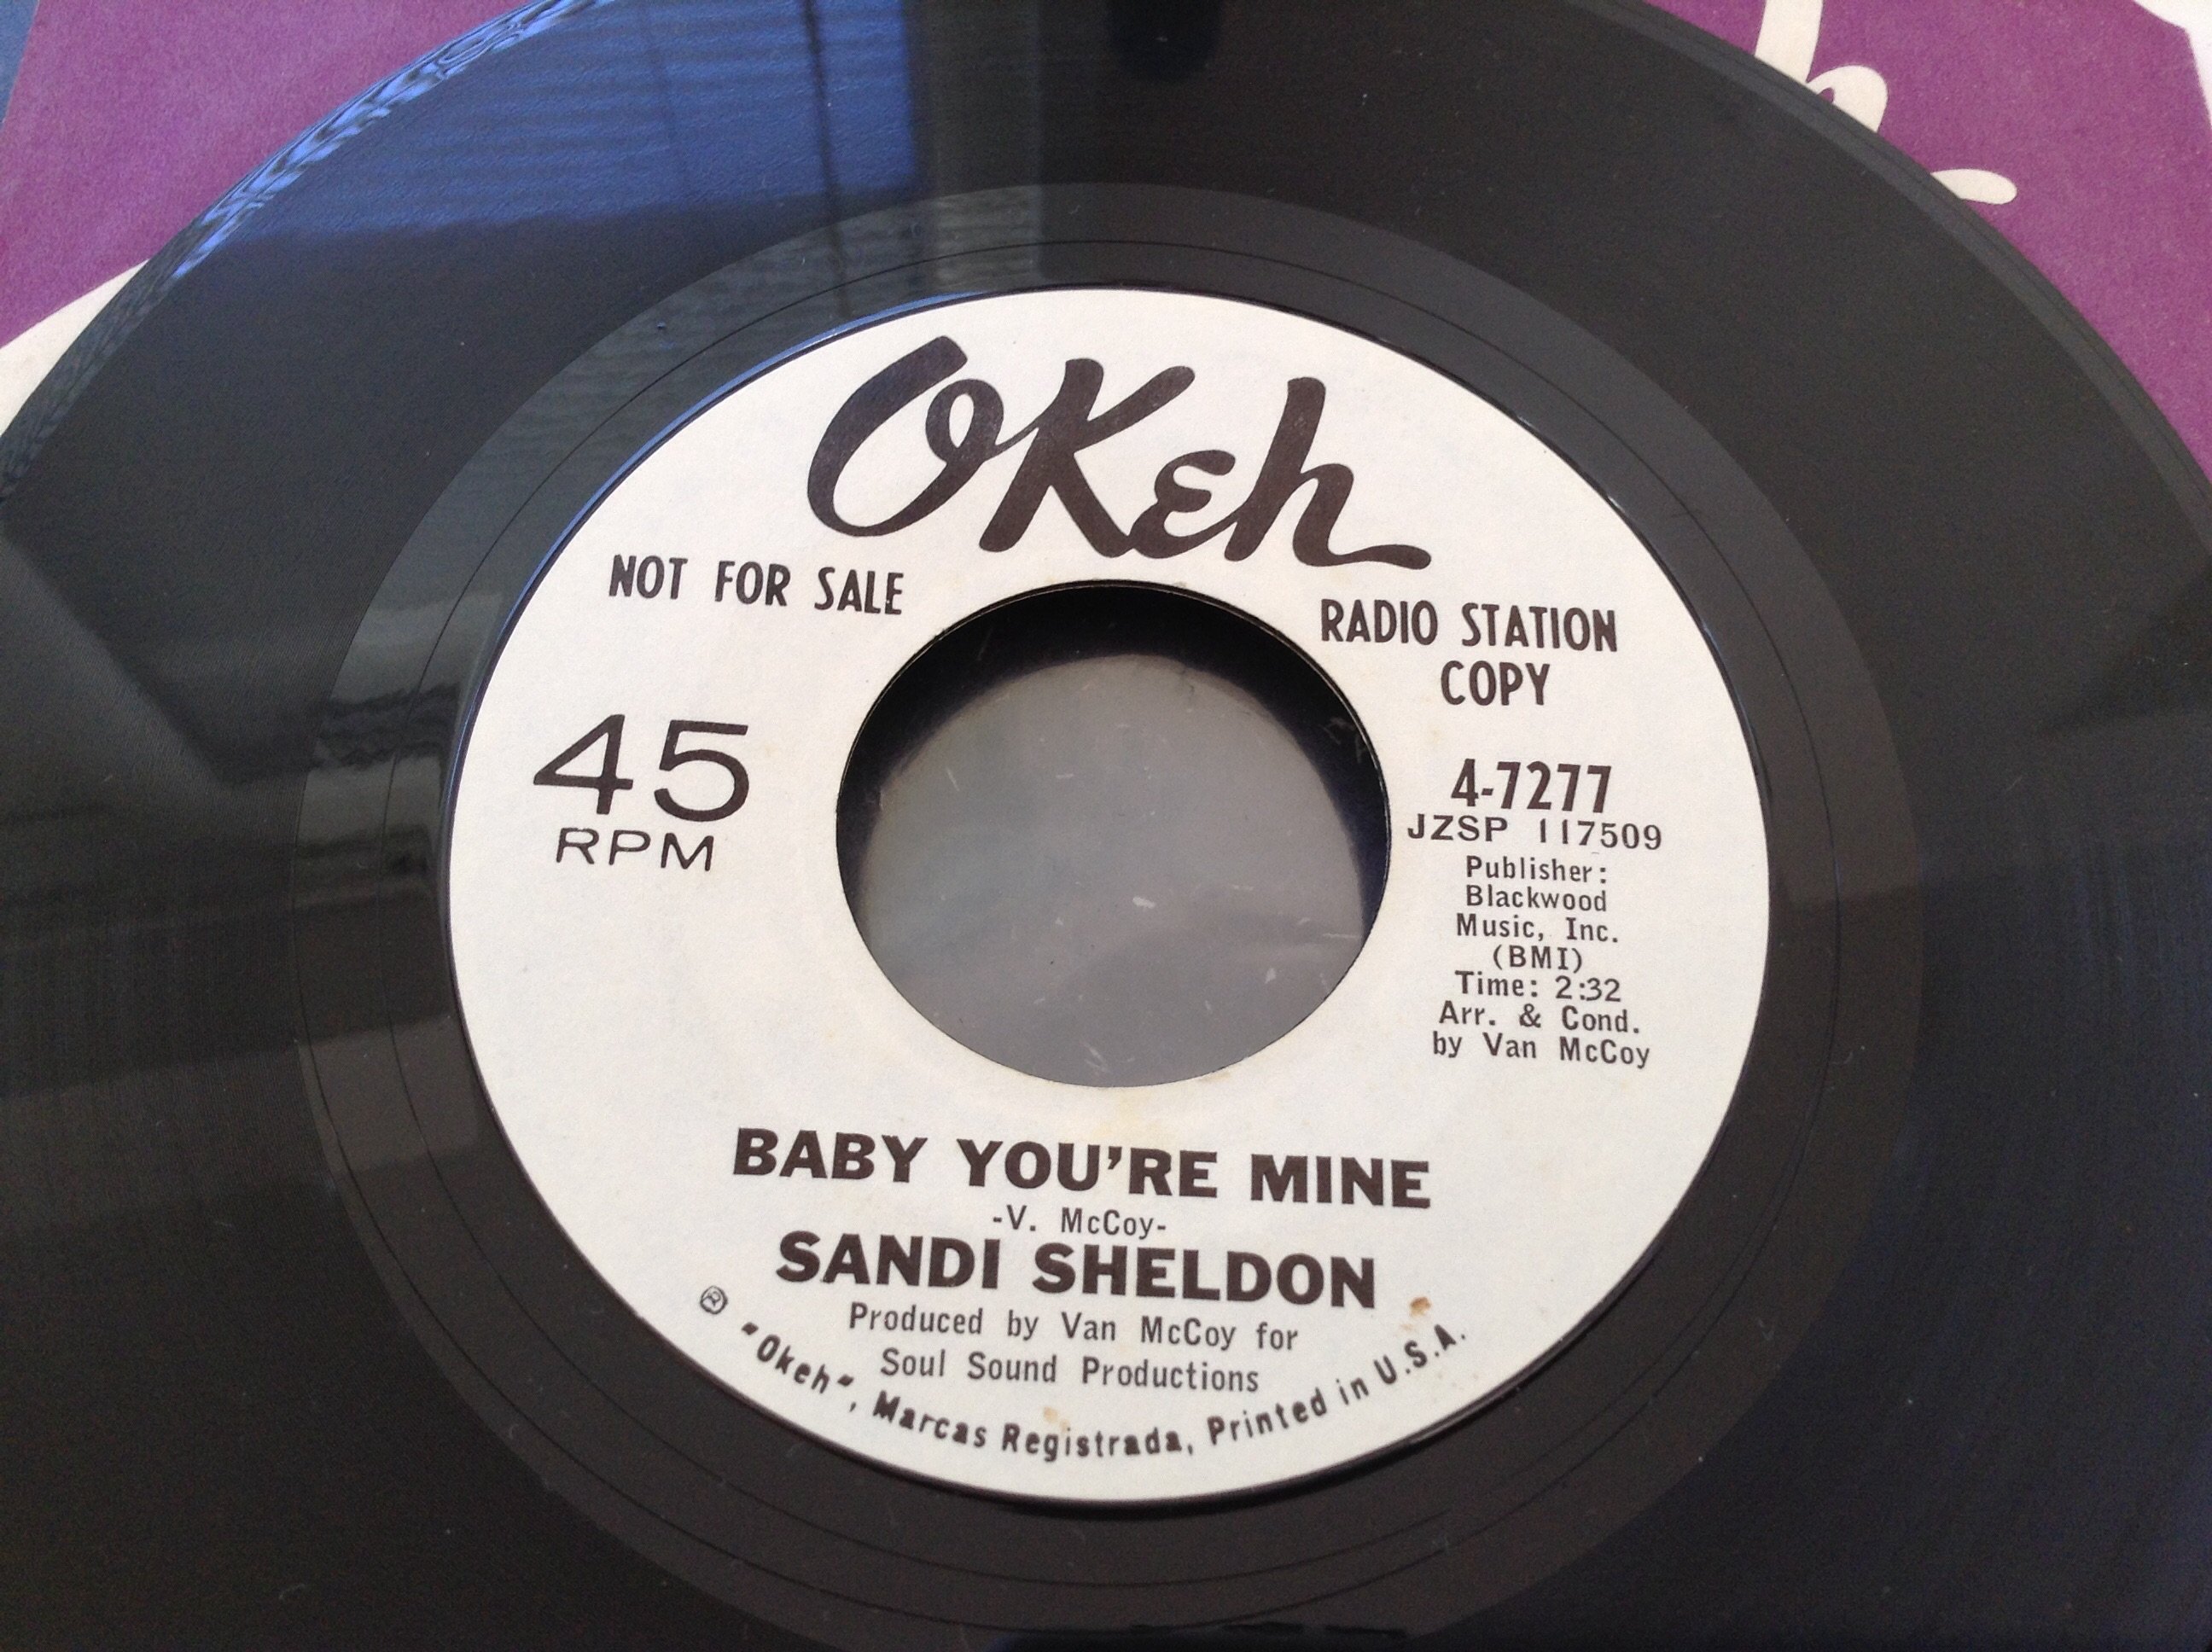 OKeh
NOT FOR SALE
RADIO STATION
COPY
45
RPM
4-7277
JZSP 117509
Publisher:
Blackwood
Music, Inc.
(BMI)
Time: 2:32
Arr. & Cond.
by Van McCoy
BABY YOU'RE MINE
-V. McCoy-
SANDI SHELDON
Produced by Van McCoy for
Soul Sound Productions
® "Okeh", Marcas Registrada, Printed in U.S.A.